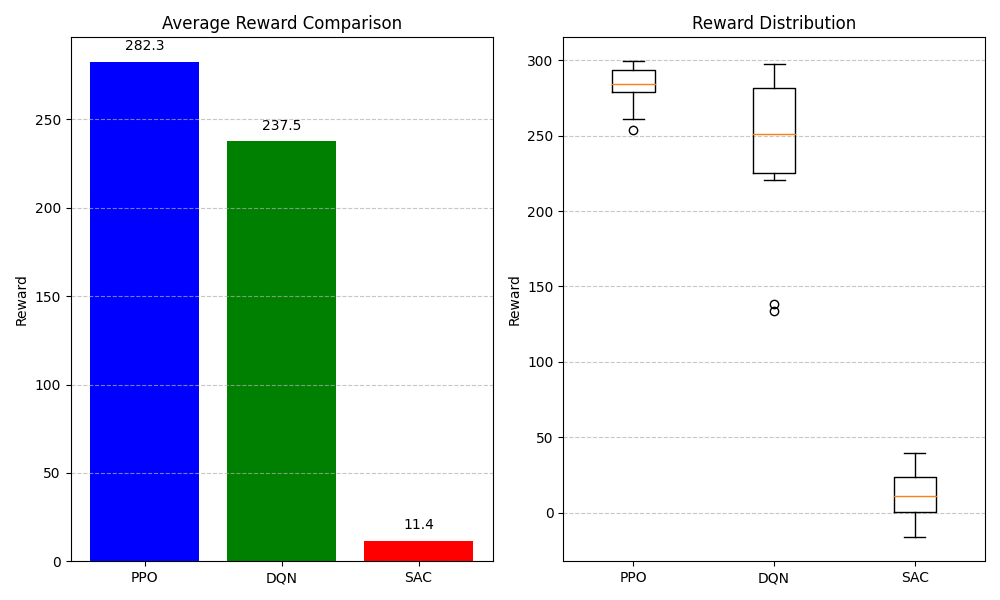 Average Reward Comparison
282.3
237.5
11.4
250
200
150
100
50
0
Reward
PPO DQN SAC
Reward Distribution
300
250
200
150
100
50
0
Reward
PPO DQN SAC